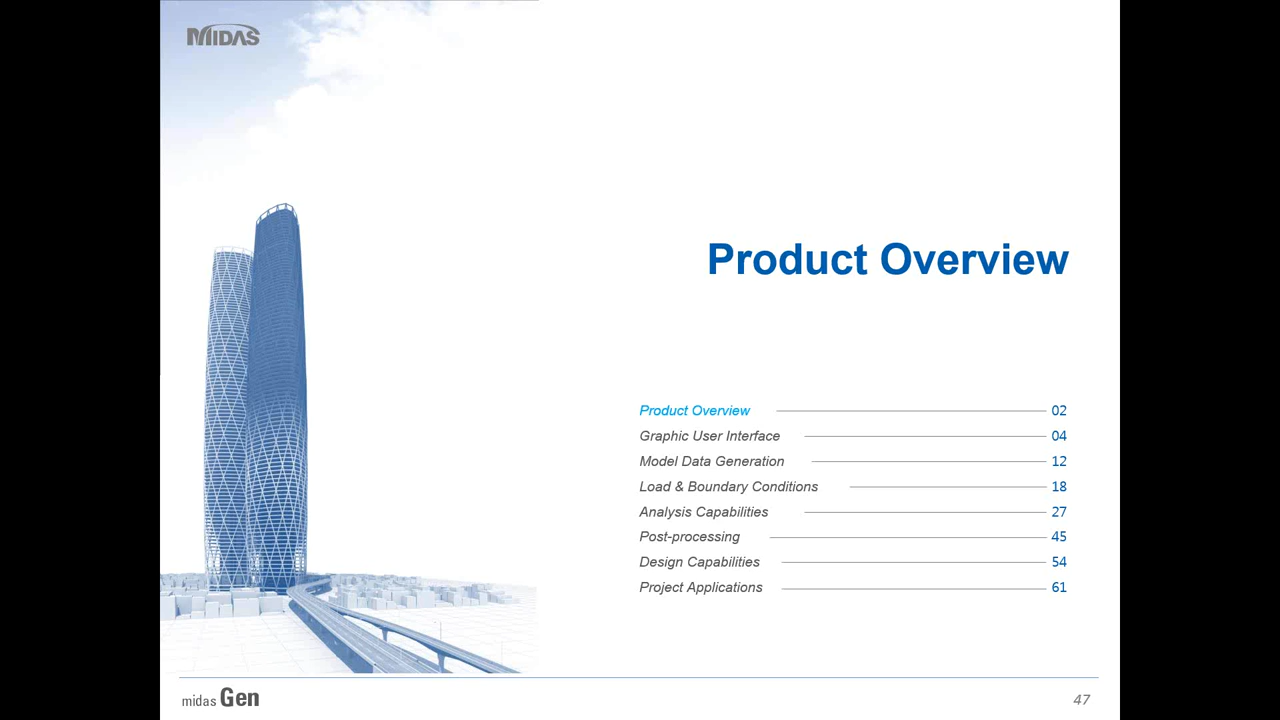 MIDAS
Product Overview
Product Overview 02
Graphic User Interface 04
Model Data Generation 12
Load & Boundary Conditions 18
Analysis Capabilities 27
Post-processing 45
Design Capabilities 54
Project Applications 61
midas Gen
47